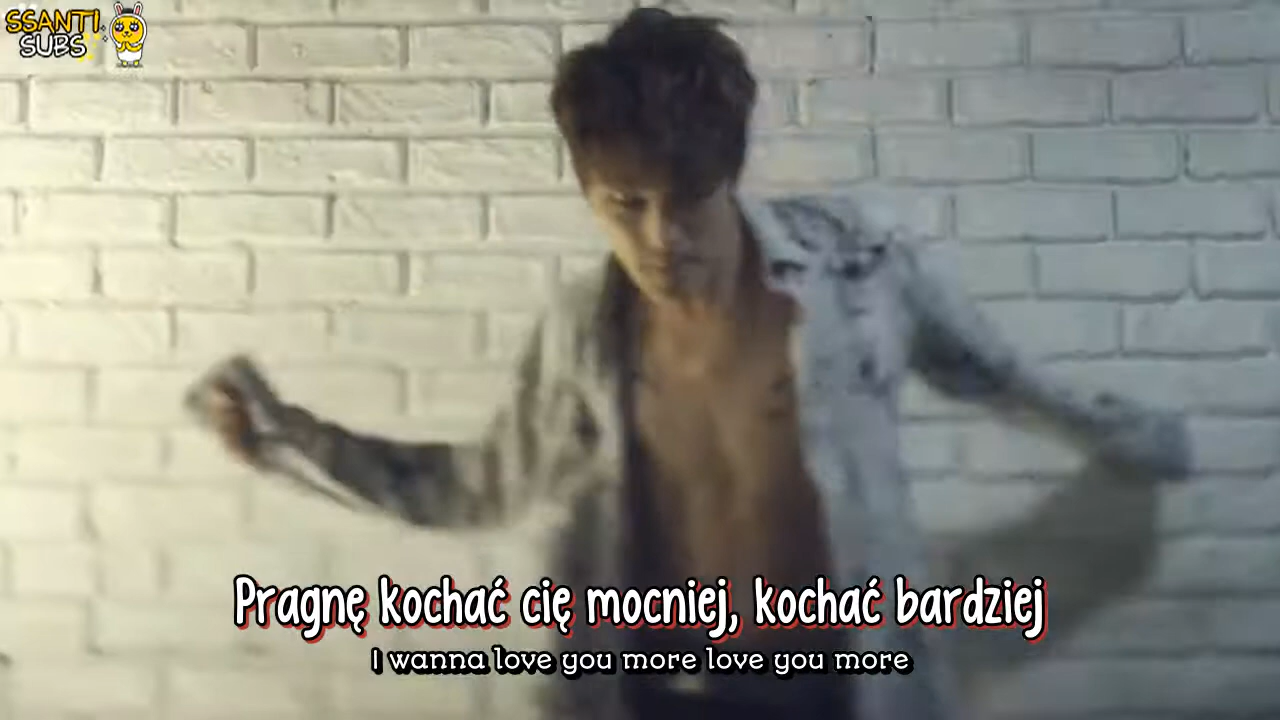 SSANTI
SUBS
Pragnę kochać cię mocniej, kochać bardziej
I wanna love you more love you more